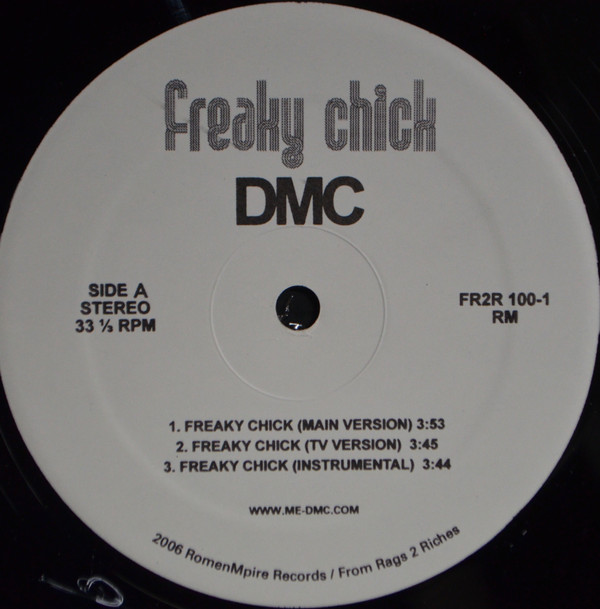 freaky chick
DMC
SIDE A
STEREO
33 ⅓ RPM
FR2R 100-1
RM
1. FREAKY CHICK (MAIN VERSION) 3:53
2. FREAKY CHICK (TV VERSION) 3:45
3. FREAKY CHICK (INSTRUMENTAL) 3:44
WWW.ME-DMC.COM
2006 RomenMpire Records / From Rags 2 Riches